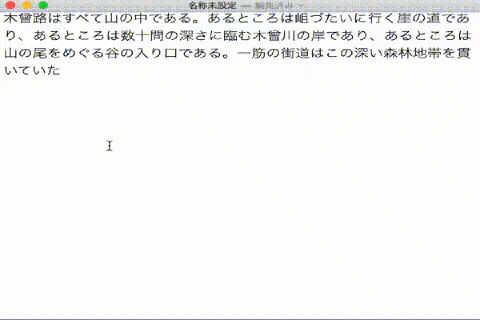 名称未設定 — 編集済み
木曾路はすべて山の中である。あるところは岨づたいに行く崖の道であ
り、あるところは数十間の深さに臨む木曾川の岸であり、あるところは
山の尾をめぐる谷の入り口である。一筋の街道はこの深い森林地帯を貫
いていた